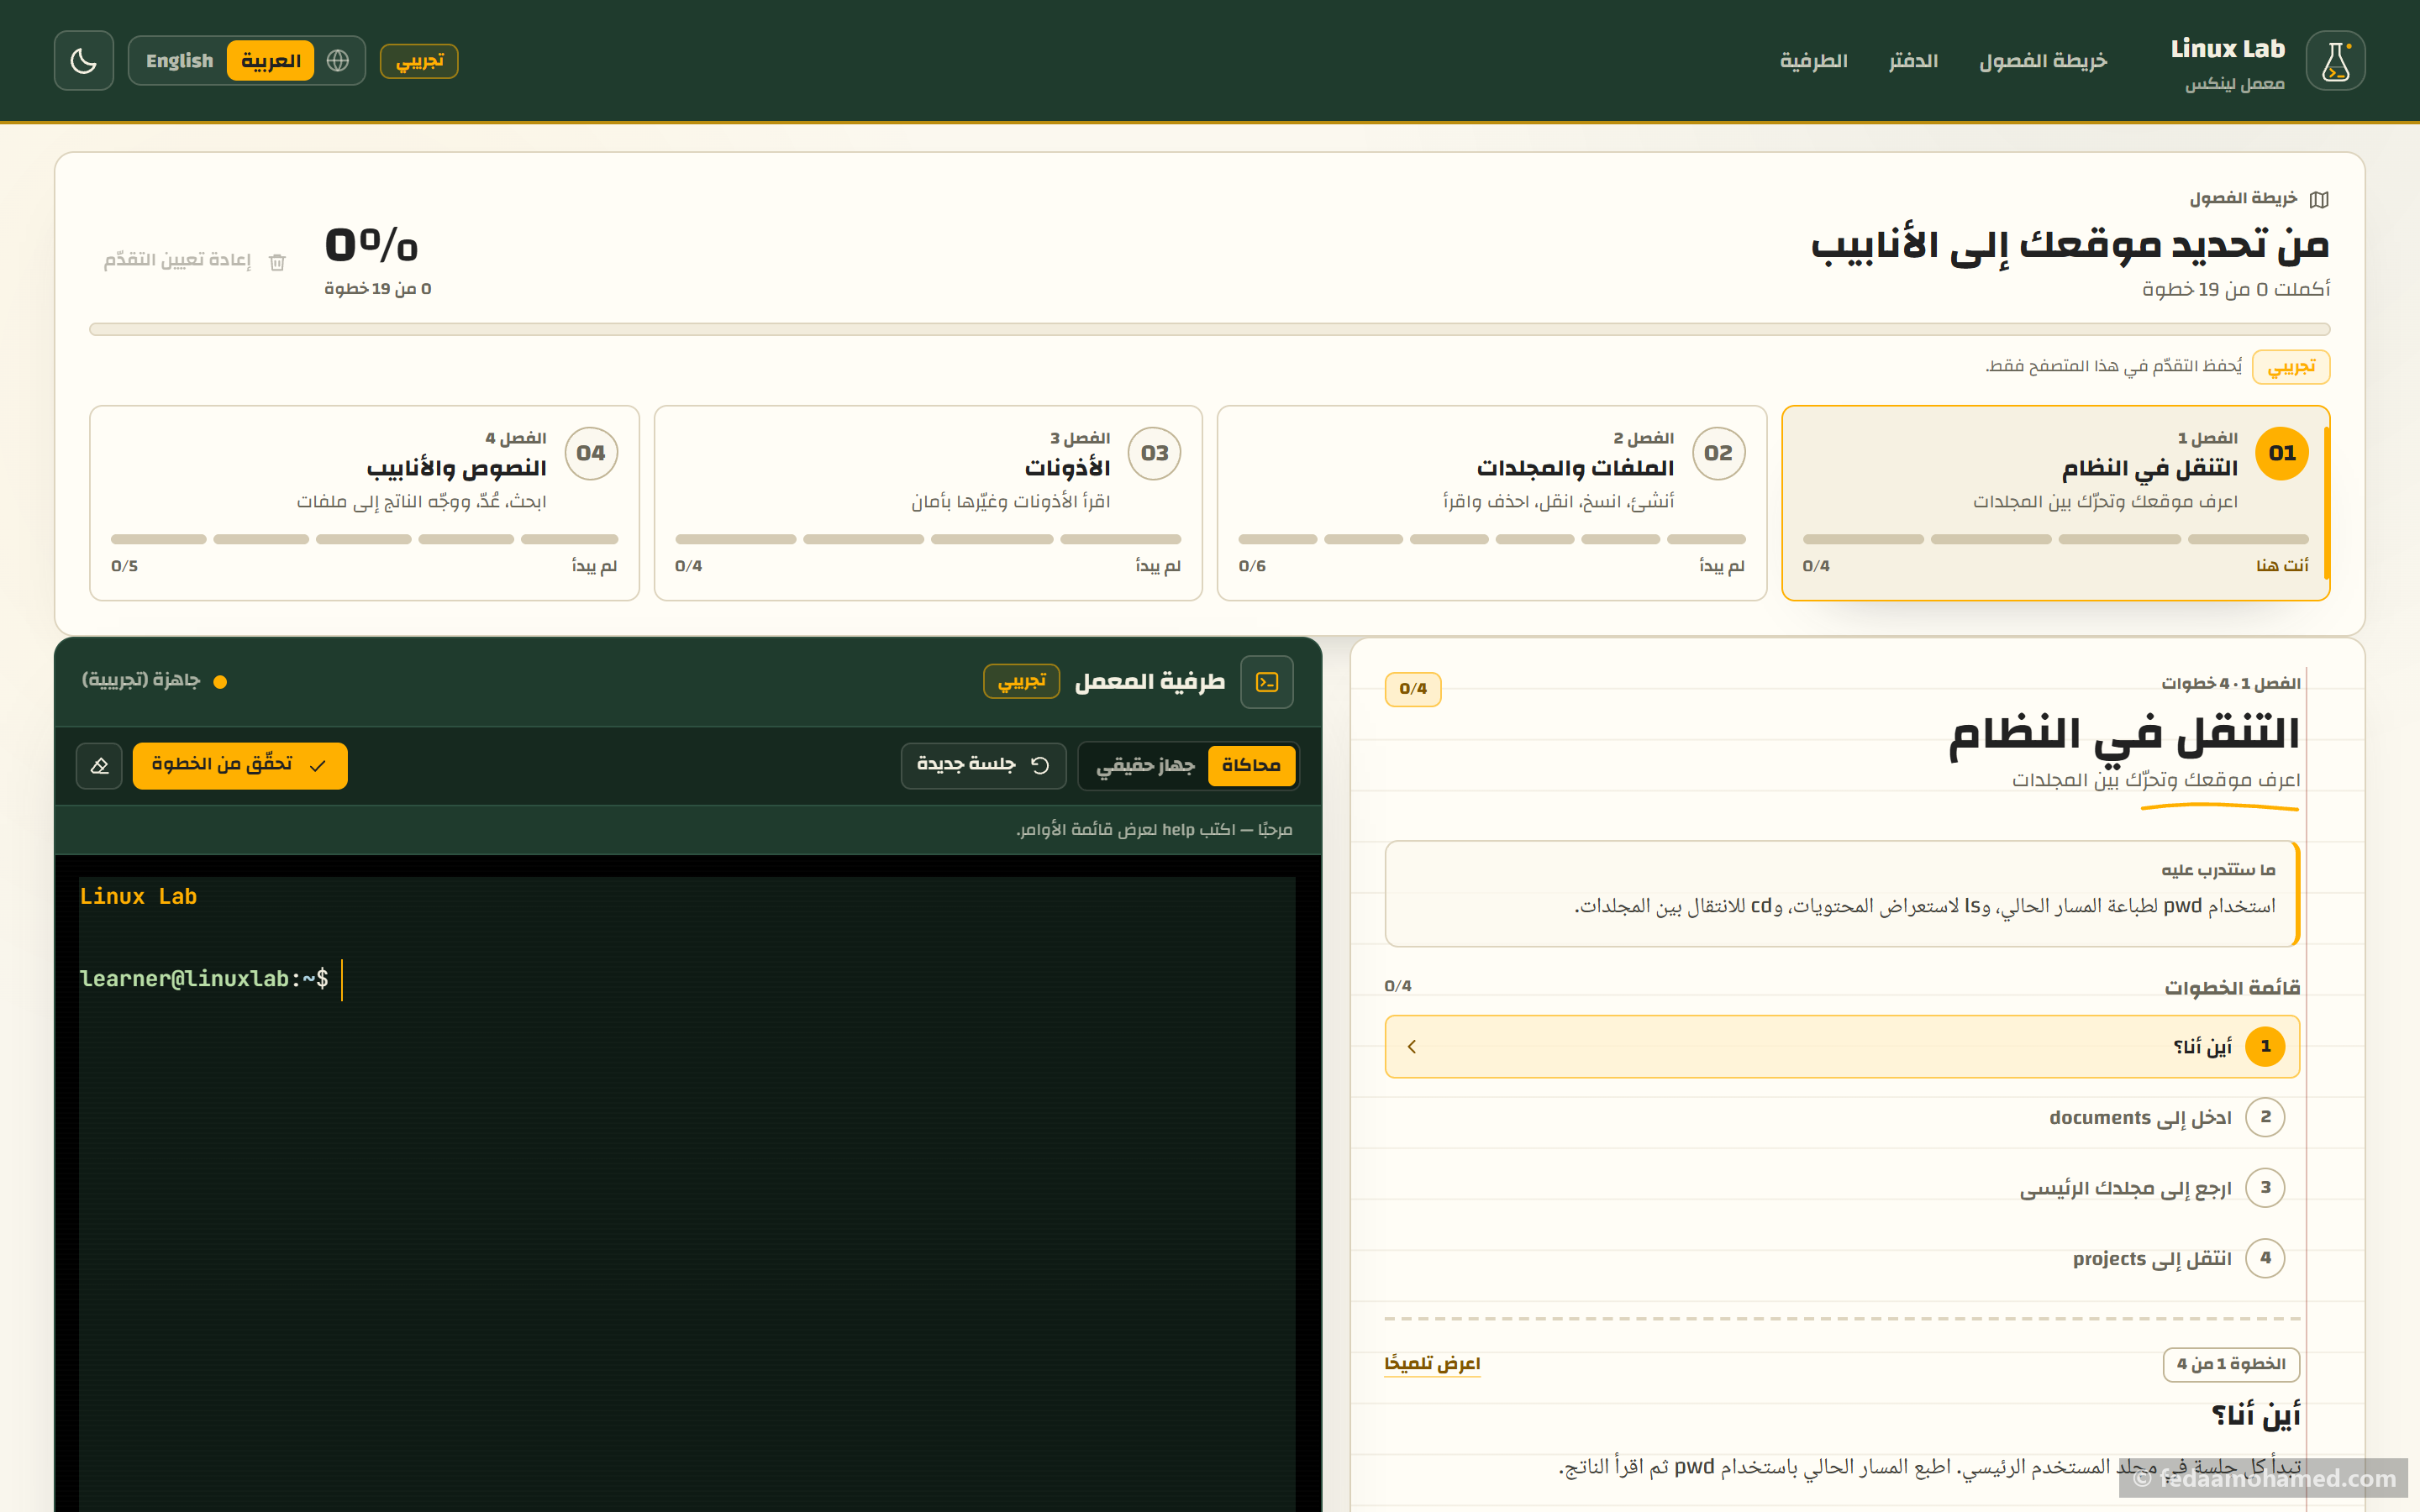 Linux Lab
معمل لينكس
خريطة الفصول
الدفتر
الطرفية
تجريبي
العربية
English
خريطة الفصول
من تحديد موقعك إلى الأنابيب
أكملت 0 من 19 خطوة
0%
0 من 19 خطوة
إعادة تعيين التقدّم
تجريبي
يُحفظ التقدّم في هذا المتصفح فقط.
01
الفصل 1
التنقل في النظام
اعرف موقعك وتحرّك بين المجلدات
أنت هنا
0/4
02
الفصل 2
الملفات والمجلدات
أنشئ، انسخ، انقل، احذف واقرأ
لم يبدأ
0/6
03
الفصل 3
الأذونات
اقرأ الأذونات وغيّرها بأمان
لم يبدأ
0/4
04
الفصل 4
النصوص والأنابيب
ابحث، عُدّ، ووجّه الناتج إلى ملفات
لم يبدأ
0/5
الفصل 1 · 4 خطوات
0/4
التنقل في النظام
اعرف موقعك وتحرّك بين المجلدات
ما ستتدرب عليه
استخدام pwd لطباعة المسار الحالي، وls لاستعراض المحتويات، وcd للانتقال بين المجلدات.
قائمة الخطوات
0/4
1
أين أنا؟
2
ادخل إلى documents
3
ارجع إلى مجلدك الرئيسي
4
انتقل إلى projects
الخطوة 1 من 4
اعرض تلميحًا
أين أنا؟
تبدأ كل جلسة في مجلد المستخدم الرئيسي. اطبع المسار الحالي باستخدام pwd ثم اقرأ الناتج.
طرفية المعمل
تجريبي
جاهزة (تجريبية)
محاكاة
جهاز حقيقي
جلسة جديدة
تحقّق من الخطوة
مرحبًا — اكتب help لعرض قائمة الأوامر.
Linux Lab
learner@linuxlab:~$
© fedaamohamed.com